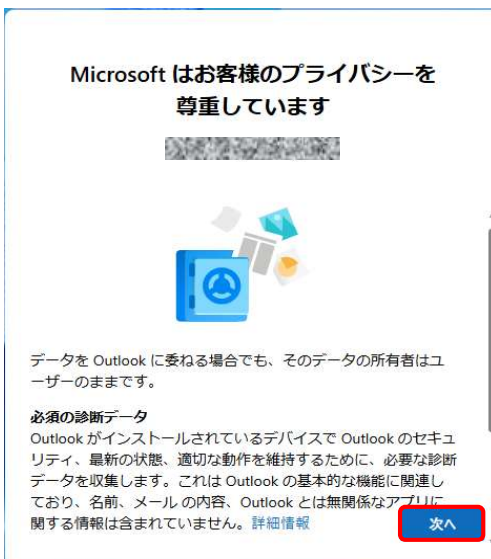 Microsoft はお客様のプライバシーを
尊重しています
データを Outlook に委ねる場合でも、そのデータの所有者はユ
ーザーのままです。
必須の診断データ
Outlook がインストールされているデバイスで Outlook のセキュ
リティ、最新の状態、適切な動作を維持するために、必要な診断
データを収集します。これは Outlook の基本的な機能に関連し
ており、名前、メール の内容、Outlook とは無関係なアプリに
関する情報は含まれていません。詳細情報
次へ